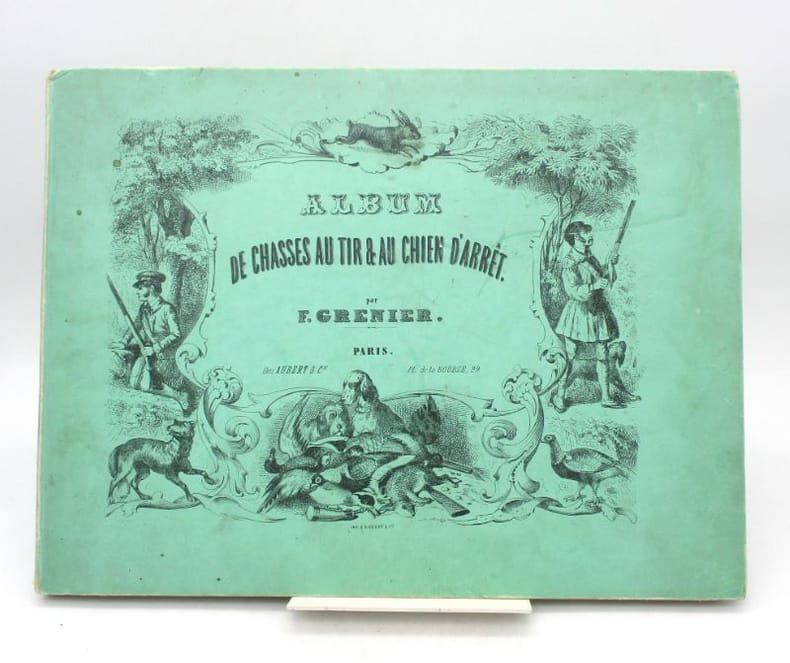 ALBUM
DE CHASSES AU TIR & AU CHIEN D'ARRÊT.
par
F. GRENIER.
PARIS.
Chez AUBERT & Cie Pl. de la BOURSE, 29